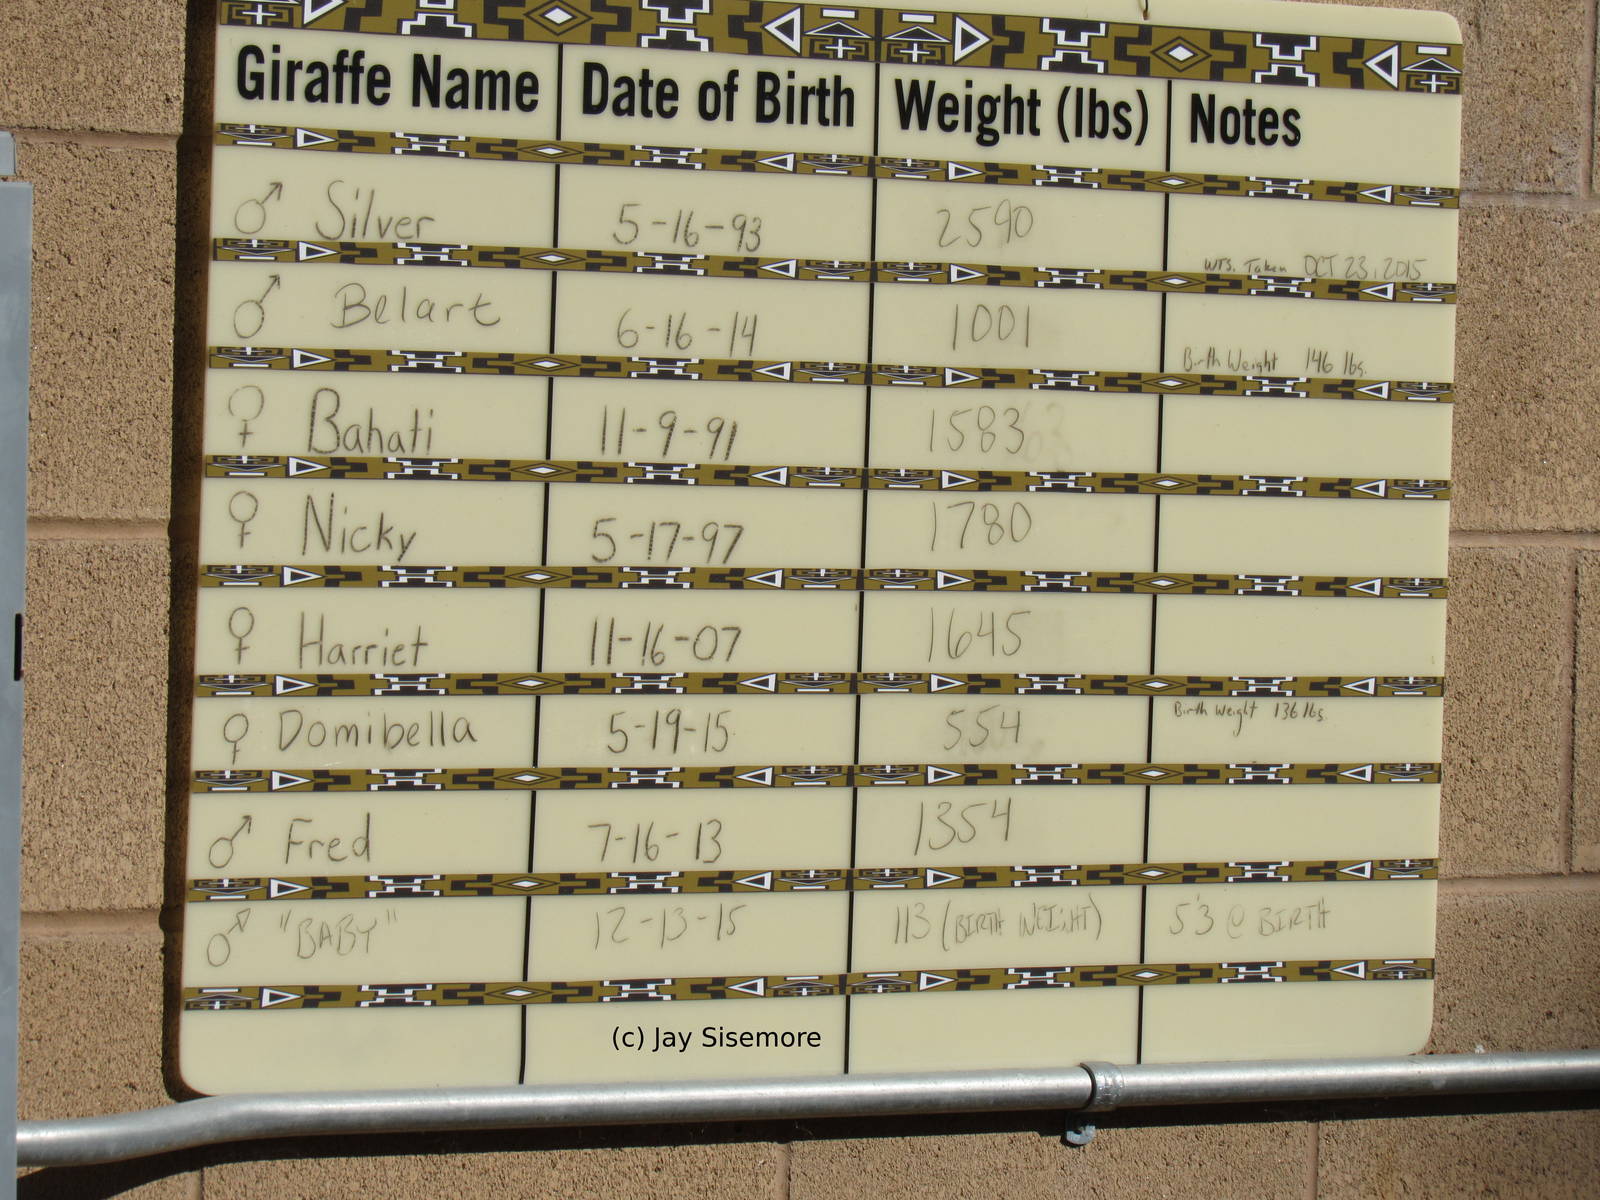 Giraffe Name Date of Birth Weight (lbs) Notes
♂ Silver 5-16-93 2590 WTS. Taken OCT 23, 2015
♂ Belart 6-16-14 1001 Birth Weight 146 lbs.
♀ Bahati 11-9-91 1583
♀ Nicky 5-17-97 1780
♀ Harriet 11-16-07 1645
♀ Domibella 5-19-15 554 Birth Weight 136 lbs
♂ Fred 7-16-13 1354
♂ "BABY" 12-13-15 113 (BIRTH WEIGHT) 5'3 @ BIRTH
(c) Jay Sisemore